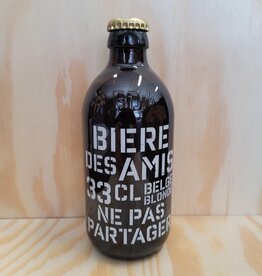 BIERE
DES AMIS
33CL BELGE
BLONDE
NE PAS
PARTAGER